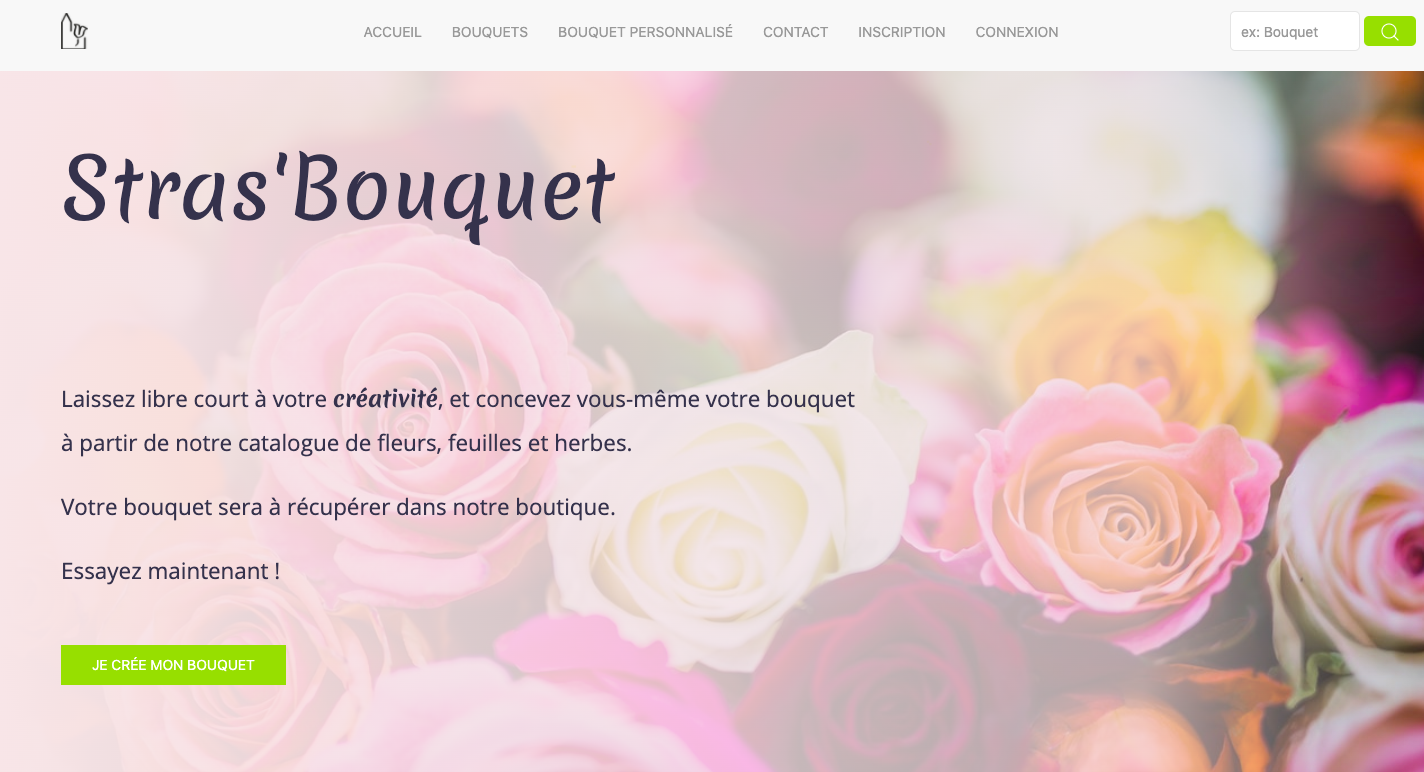 ACCUEIL BOUQUETS BOUQUET PERSONNALISÉ CONTACT INSCRIPTION CONNEXION ex: Bouquet
Stras'Bouquet
Laissez libre court à votre créativité, et concevez vous-même votre bouquet
à partir de notre catalogue de fleurs, feuilles et herbes.
Votre bouquet sera à récupérer dans notre boutique.
Essayez maintenant !
JE CRÉE MON BOUQUET